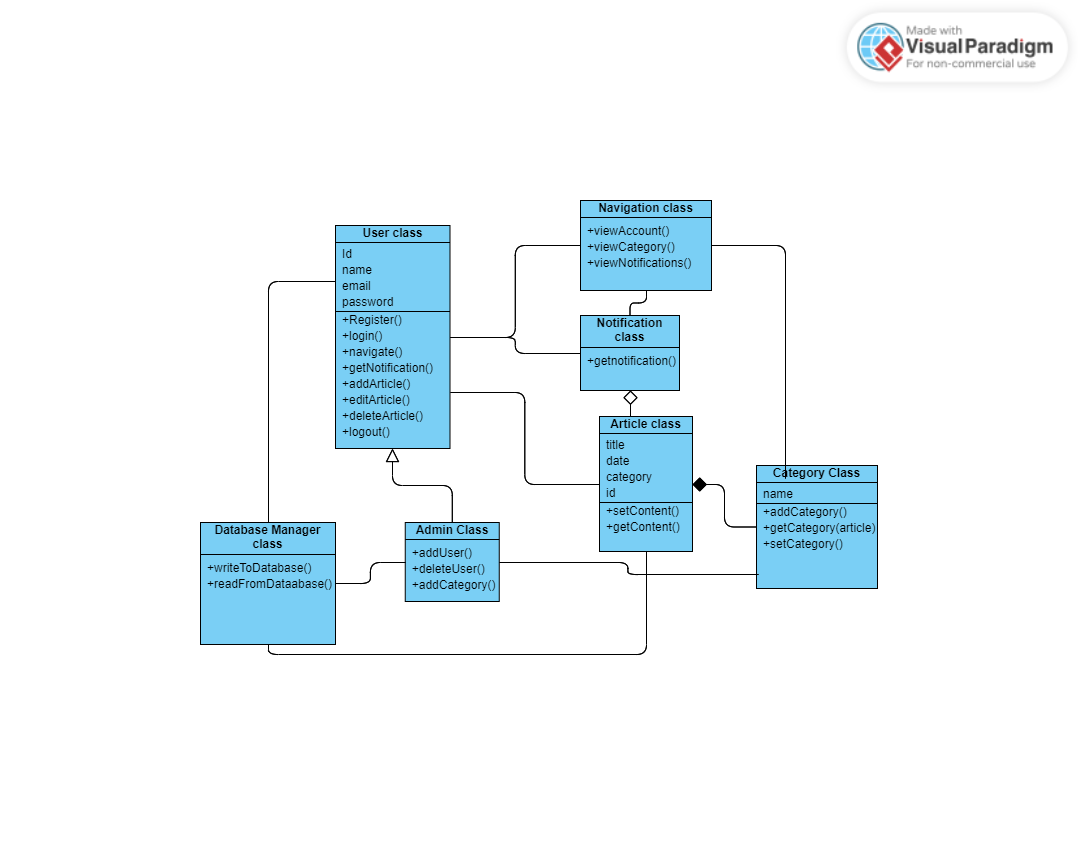 Made with
VisualParadigm
For non-commercial use
Navigation class
+viewAccount()
+viewCategory()
+viewNotifications()
User class
Id
name
email
password
+Register()
+login()
+navigate()
+getNotification()
+addArticle()
+editArticle()
+deleteArticle()
+logout()
Notification
class
+getnotification()
Article class
title
date
category
id
+setContent()
+getContent()
Category Class
name
+addCategory()
+getCategory(article)
+setCategory()
Database Manager
class
+writeToDatabase()
+readFromDataabase()
Admin Class
+addUser()
+deleteUser()
+addCategory()